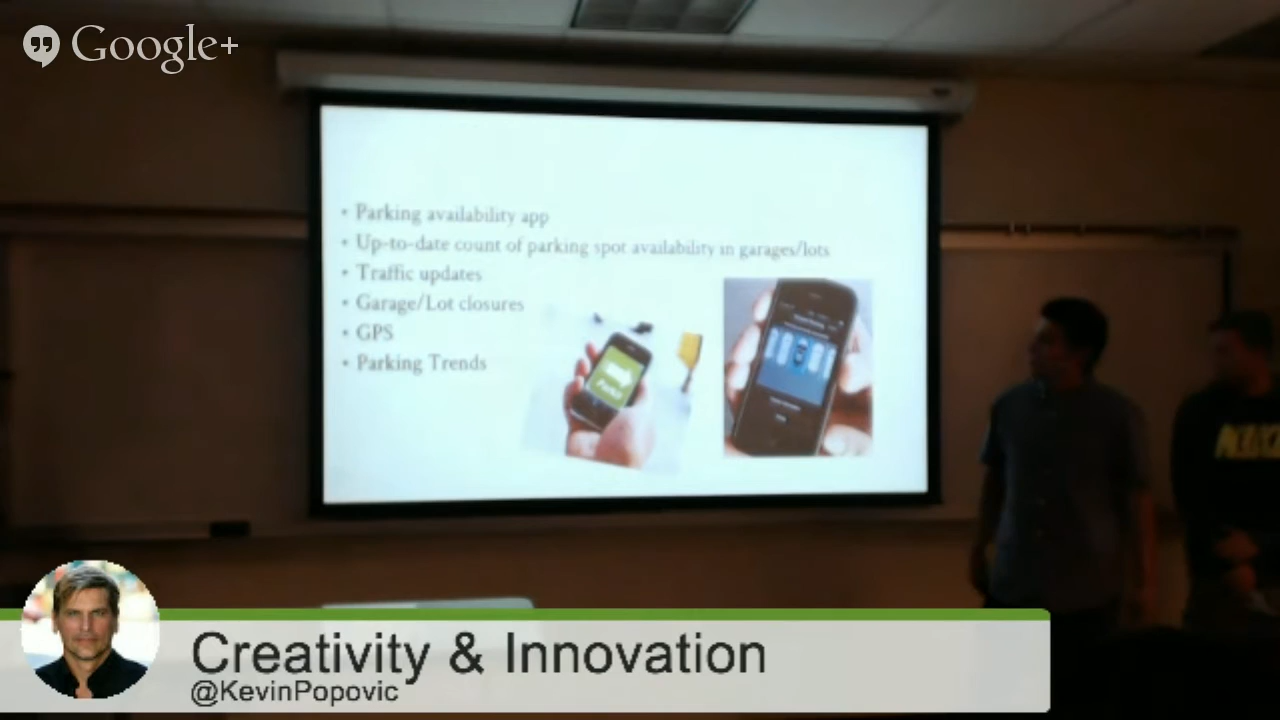 Google+
• Parking availability app
• Up-to-date count of parking spot availability in garages/lots
• Traffic updates
• Garage/Lot closures
• GPS
• Parking Trends
Creativity & Innovation
@KevinPopovic